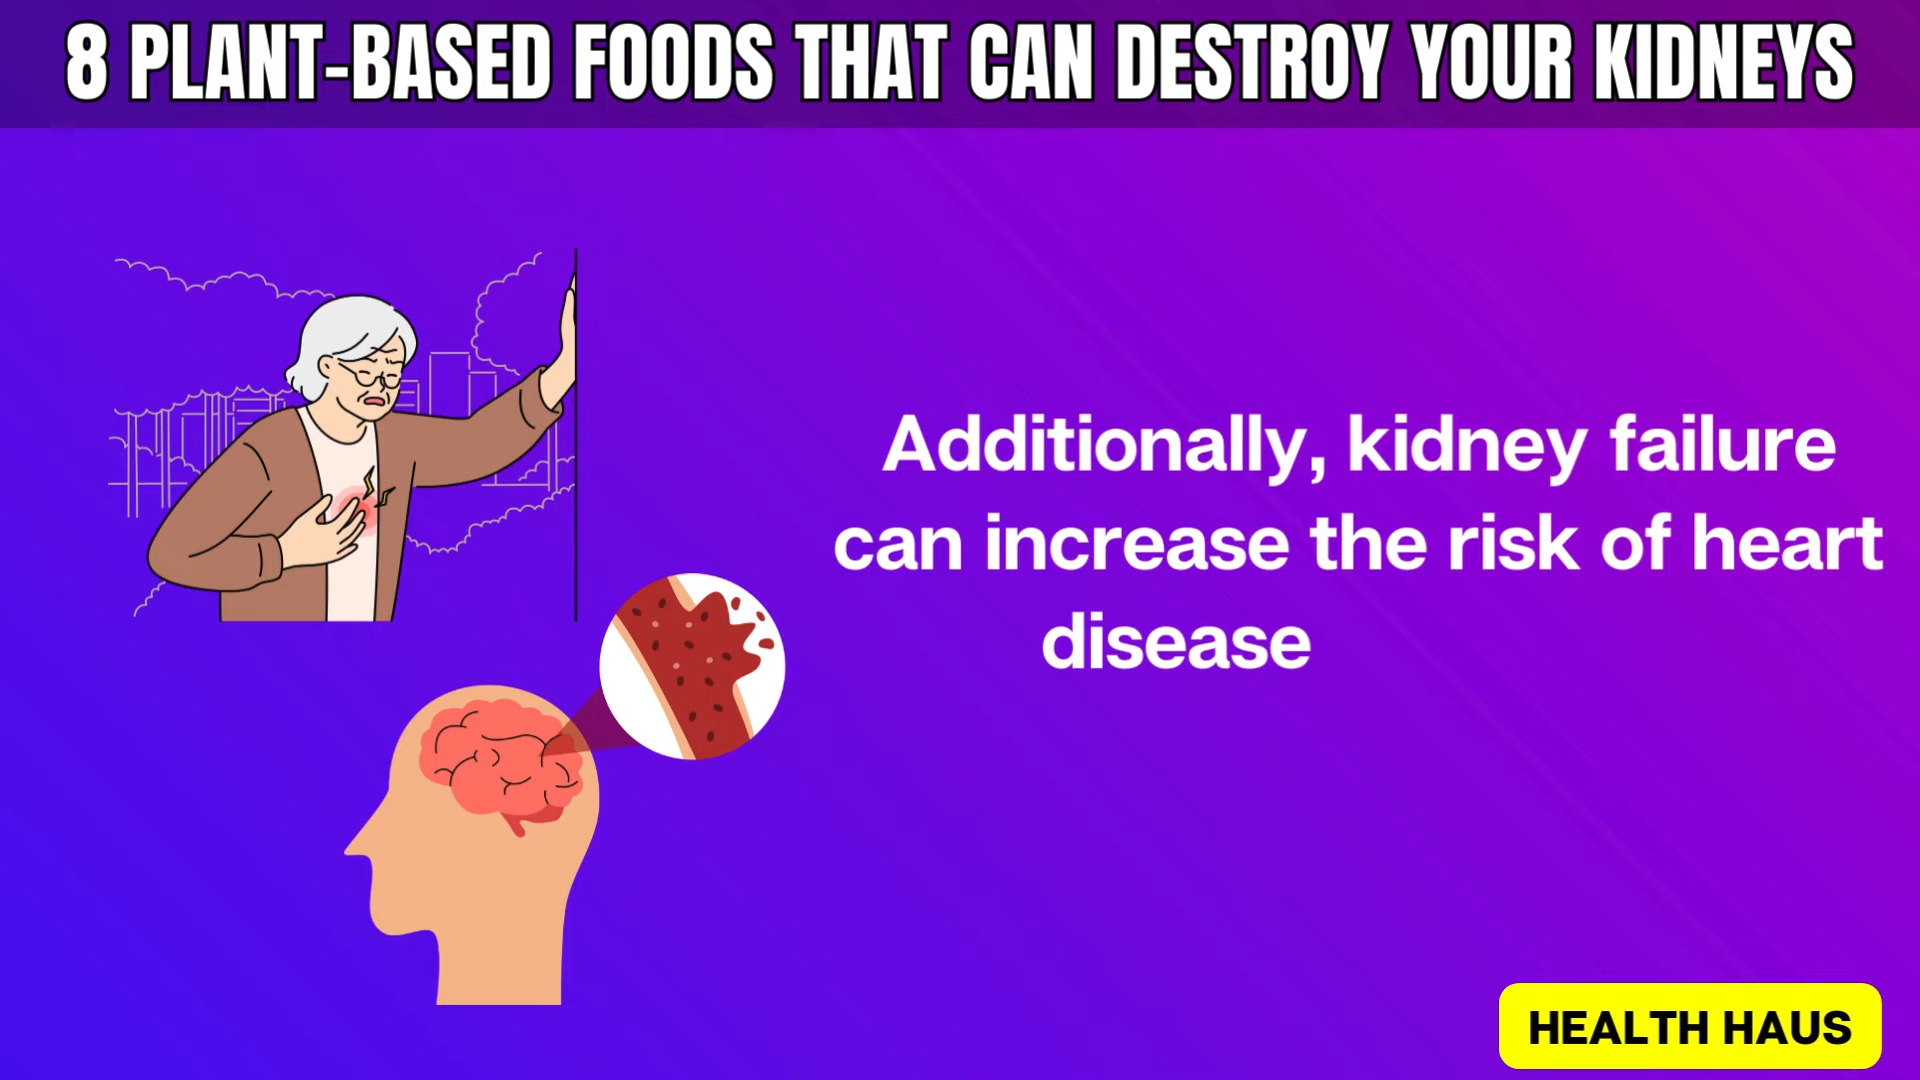 8 PLANT-BASED FOODS THAT CAN DESTROY YOUR KIDNEYS
Additionally, kidney failure
can increase the risk of heart
disease
HEALTH HAUS